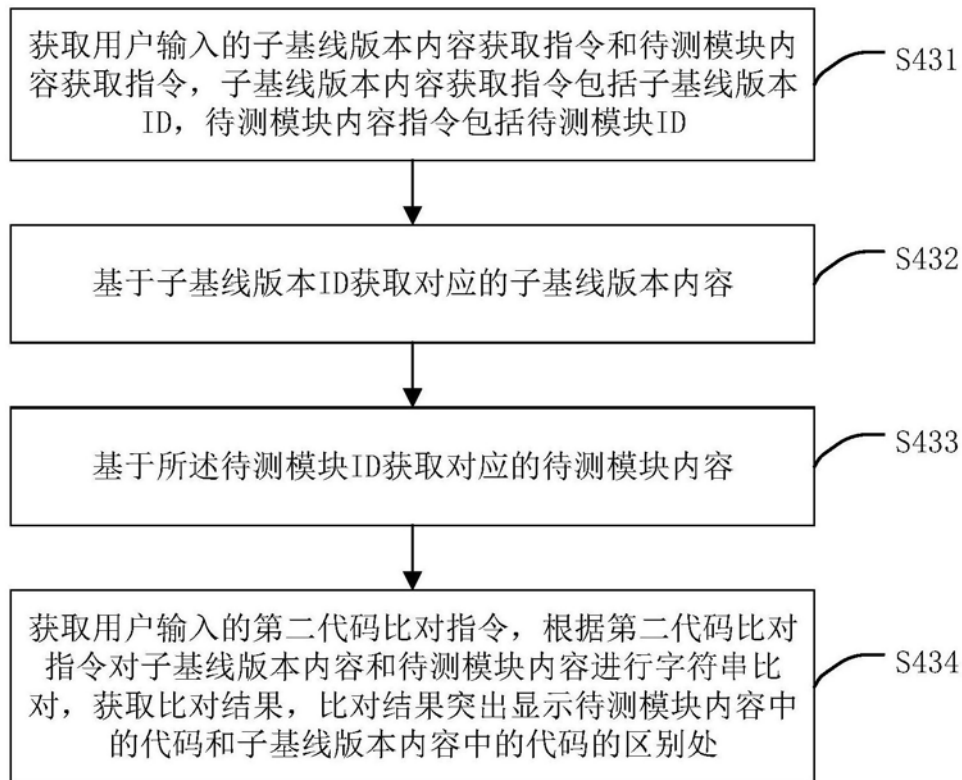 获取用户输入的子基线版本内容获取指令和待测模块内
容获取指令，子基线版本内容获取指令包括子基线版本
ID，待测模块内容指令包括待测模块ID
S431
基于子基线版本ID获取对应的子基线版本内容
S432
基于所述待测模块ID获取对应的待测模块内容
S433
获取用户输入的第二代码比对指令，根据第二代码比对
指令对子基线版本内容和待测模块内容进行字符串比
对，获取比对结果，比对结果突出显示待测模块内容中
的代码和子基线版本内容中的代码的区别处
S434